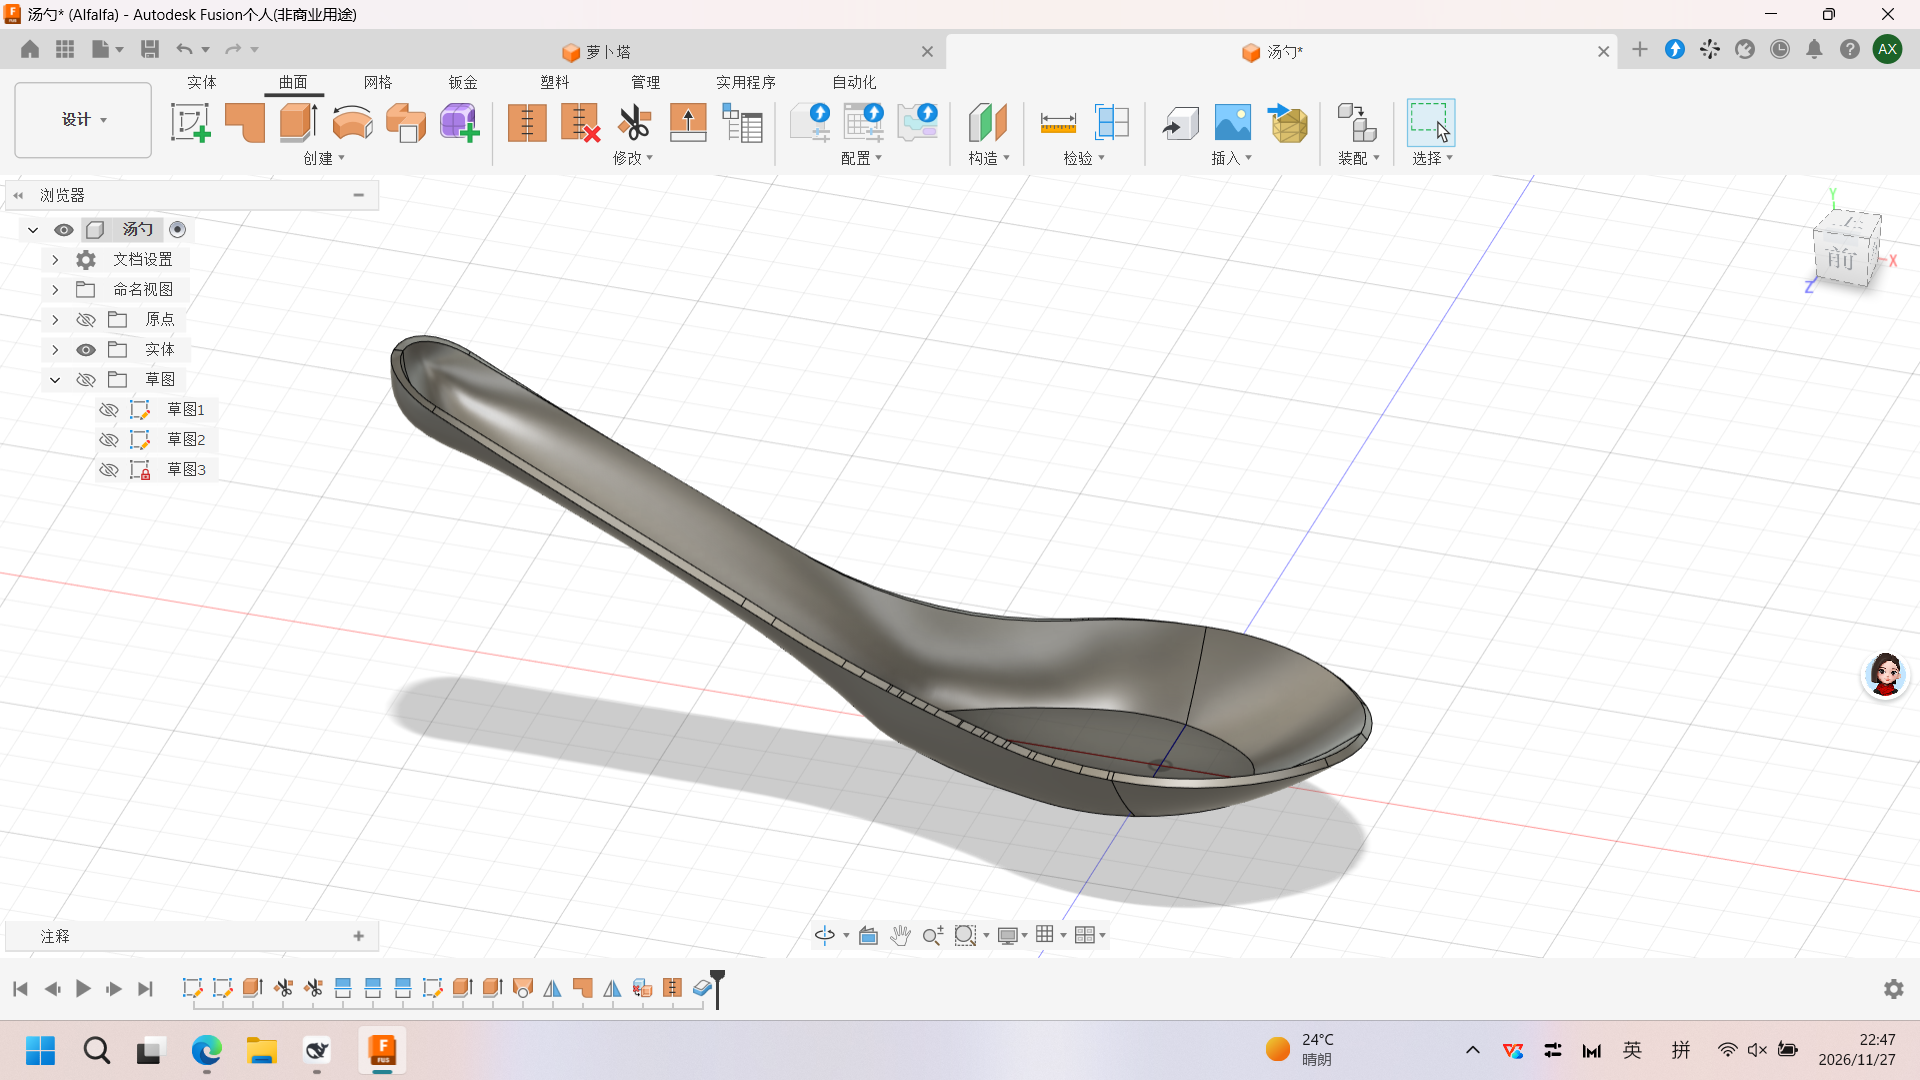 汤勺* (Alfalfa) - Autodesk Fusion个人(非商业用途)
萝卜塔
汤勺*
AX
实体 曲面 网格 钣金 塑料 管理 实用程序 自动化
设计
创建 修改 配置 构造 检验 插入 装配 选择
浏览器
汤勺
文档设置
命名视图
原点
实体
草图
草图1
草图2
草图3
Y
前
X
Z
注释
24°C
晴朗
英
拼
22:47
2026/11/27